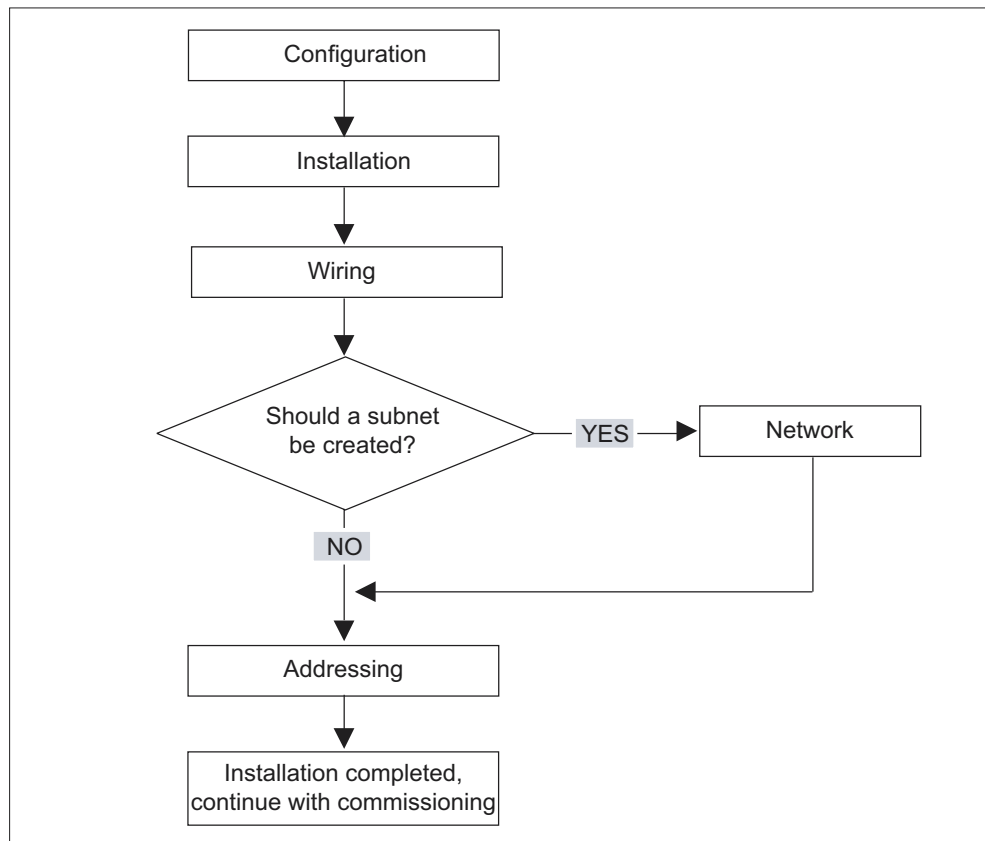 Configuration
Installation
Wiring
Should a subnet
be created?
YES
Network
NO
Addressing
Installation completed,
continue with commissioning